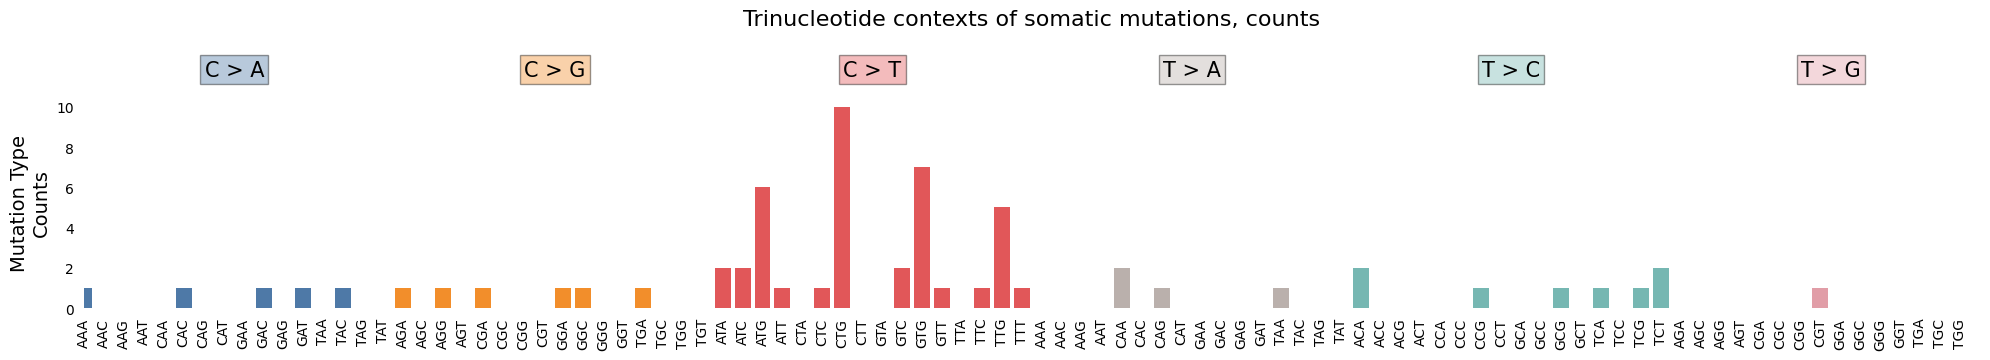 Trinucleotide contexts of somatic mutations, counts
C > A C > G C > T T > A T > C T > G
Mutation Type
Counts
10
8
6
4
2
0
AAA AAC AAG AAT CAA CAC CAG CAT GAA GAC GAG GAT TAA TAC TAG TAT AGA AGC AGG AGT CGA CGC CGG CGT GGA GGC GGG GGT TGA TGC TGG TGT ATA ATC ATG ATT CTA CTC CTG CTT GTA GTC GTG GTT TTA TTC TTG TTT AAA AAC AAG AAT CAA CAC CAG CAT GAA GAC GAG GAT TAA TAC TAG TAT ACA ACC ACG ACT CCA CCC CCG CCT GCA GCC GCG GCT TCA TCC TCG TCT AGA AGC AGG AGT CGA CGC CGG CGT GGA GGC GGG GGT TGA TGC TGG